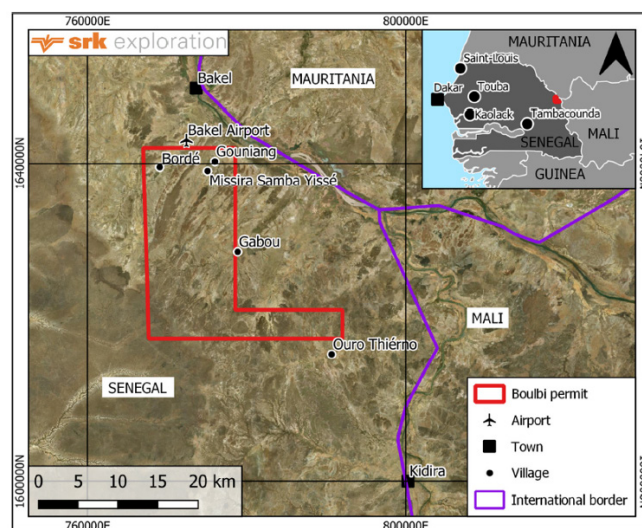 760000E
800000E
srk exploration
MAURITANIA
Saint-Louis
Dakar
Touba
Kaolack
Tambacounda
MALI
SENEGAL
GUINEA
Bakel
MAURITANIA
Bakel Airport
Gouniang
Bordé
Missira Samba Yissé
1640000N
1640000N
Gabou
MALI
Ouro Thiérno
SENEGAL
Boulbi permit
Airport
Town
Village
International border
0 5 10 15 20 km
Kidira
1600000N
1600000N
760000E
800000E